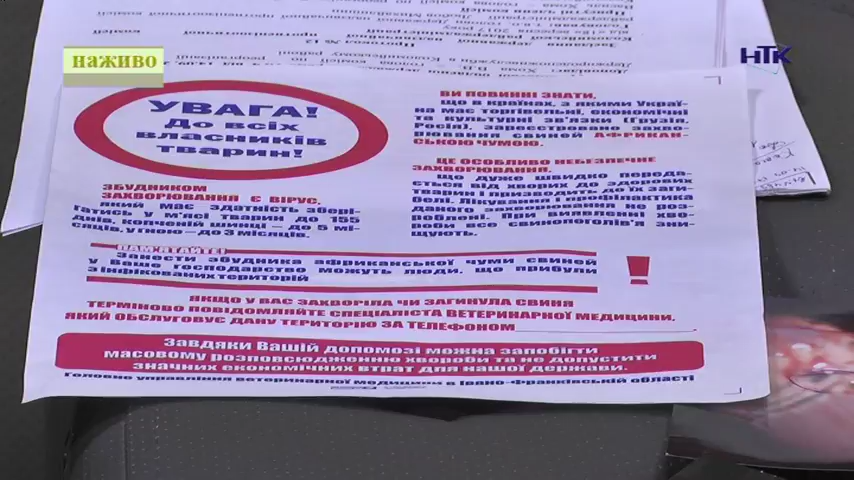 наживо
НТК
УВАГА!
До всіх
власників
тварин!
ЗБУДНИКОМ
ЗАХВОРЮВАННЯ Є ВІРУС,
який має здатність збері-
гатись у м'ясі тварин до 155
днів, копченій шинці – до 5 мі-
сяців, у гною – до 3 місяців.
ВИ ПОВИННІ ЗНАТИ,
що в країнах, з якими Украї-
на має торгівельні, економічні
та культурні зв'язки (Грузія,
Росія), зареєстровано захво-
рювання свиней АФРИКАН-
СЬКОЮ ЧУМОЮ.
ЦЕ ОСОБЛИВО НЕБЕЗПЕЧНЕ
ЗАХВОРЮВАННЯ,
що дуже швидко переда-
ється від хворих до здорових
тварин і призводить до їх заги-
белі. Лікування і профілактика
даного захворювання не роз-
роблені. При виявленні хво-
роби все свинопоголів'я зни-
щують.
ПАМ'ЯТАЙТЕ!
Занести збудника африканської чуми свиней
у Ваше господарство можуть люди, що прибули
з інфікованих територій
!
ЯКЩО У ВАС ЗАХВОРІЛА ЧИ ЗАГИНУЛА СВИНЯ
ТЕРМІНОВО ПОВІДОМЛЯЙТЕ СПЕЦІАЛІСТА ВЕТЕРИНАРНОЇ МЕДИЦИНИ,
ЯКИЙ ОБСЛУГОВУЄ ДАНУ ТЕРИТОРІЮ ЗА ТЕЛЕФОНОМ
Завдяки Вашій допомозі можна запобігти
масовому розповсюдженню хвороби та не допустити
значних економічних втрат для нашої держави.
Головне управління ветеринарної медицини в Івано-Франківській області